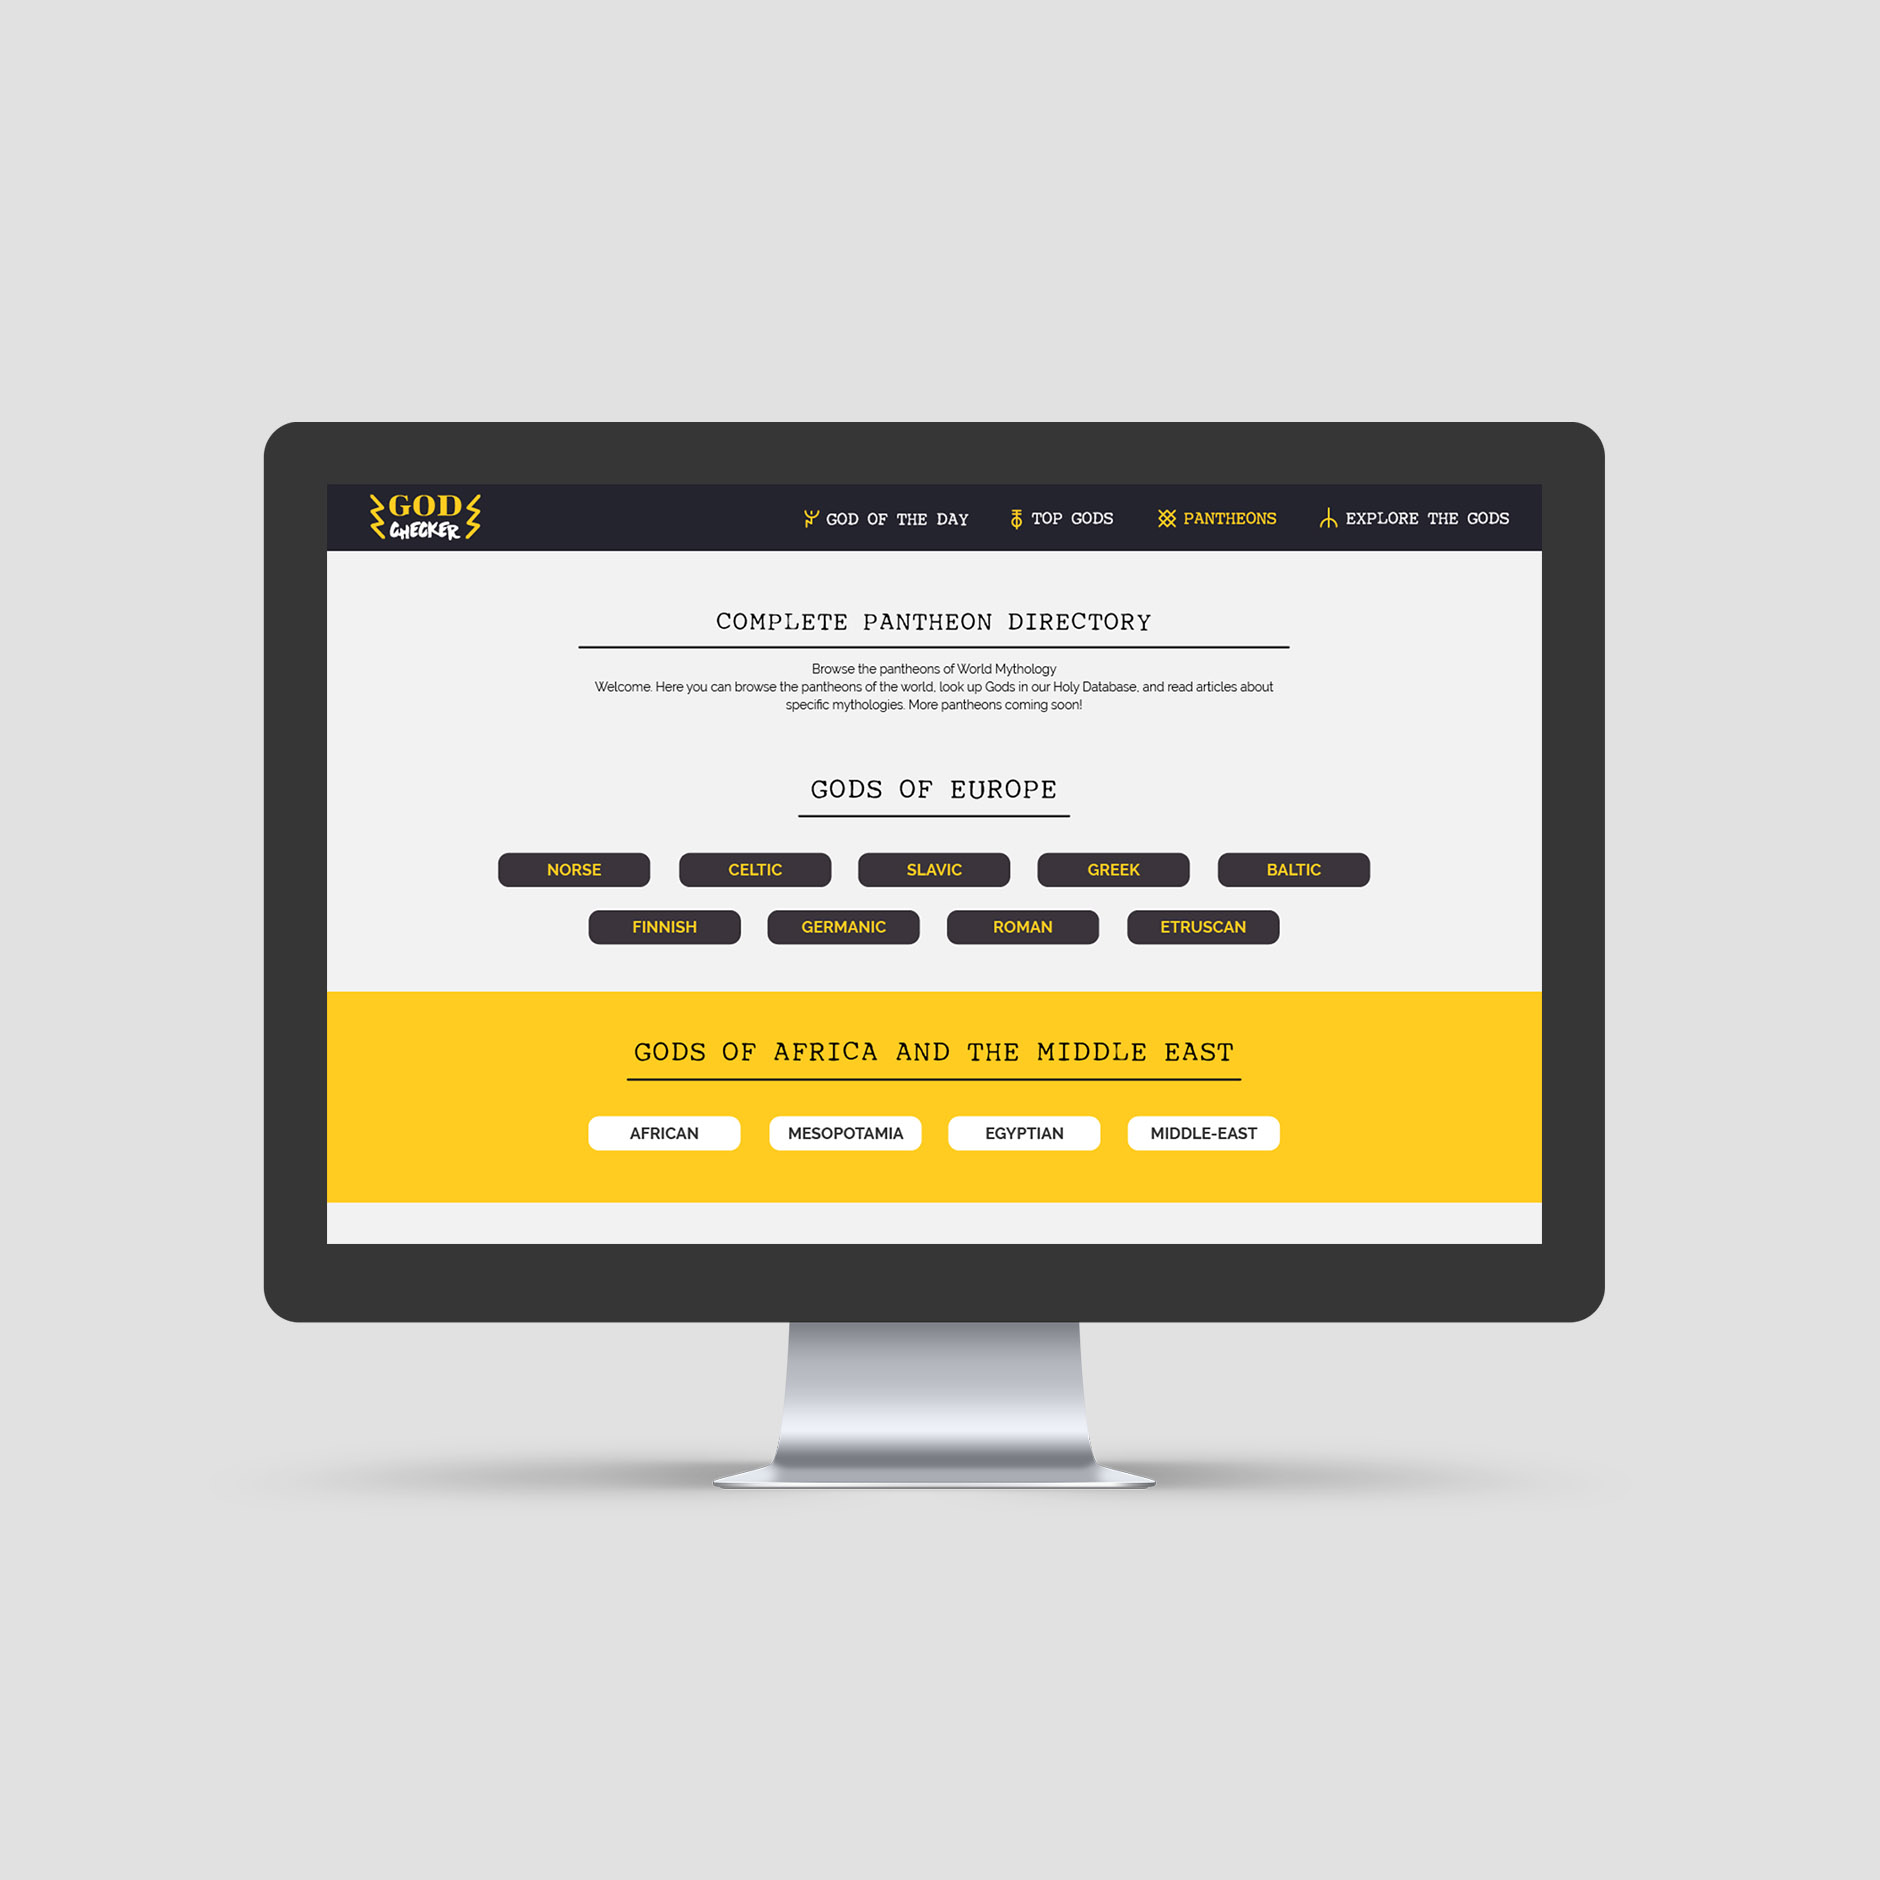 GOD
CHECKER
GOD OF THE DAY
TOP GODS
PANTHEONS
EXPLORE THE GODS
COMPLETE PANTHEON DIRECTORY
Browse the pantheons of World Mythology
Welcome. Here you can browse the pantheons of the world, look up Gods in our Holy Database, and read articles about
specific mythologies. More pantheons coming soon!
GODS OF EUROPE
NORSE
CELTIC
SLAVIC
GREEK
BALTIC
FINNISH
GERMANIC
ROMAN
ETRUSCAN
GODS OF AFRICA AND THE MIDDLE EAST
AFRICAN
MESOPOTAMIA
EGYPTIAN
MIDDLE-EAST